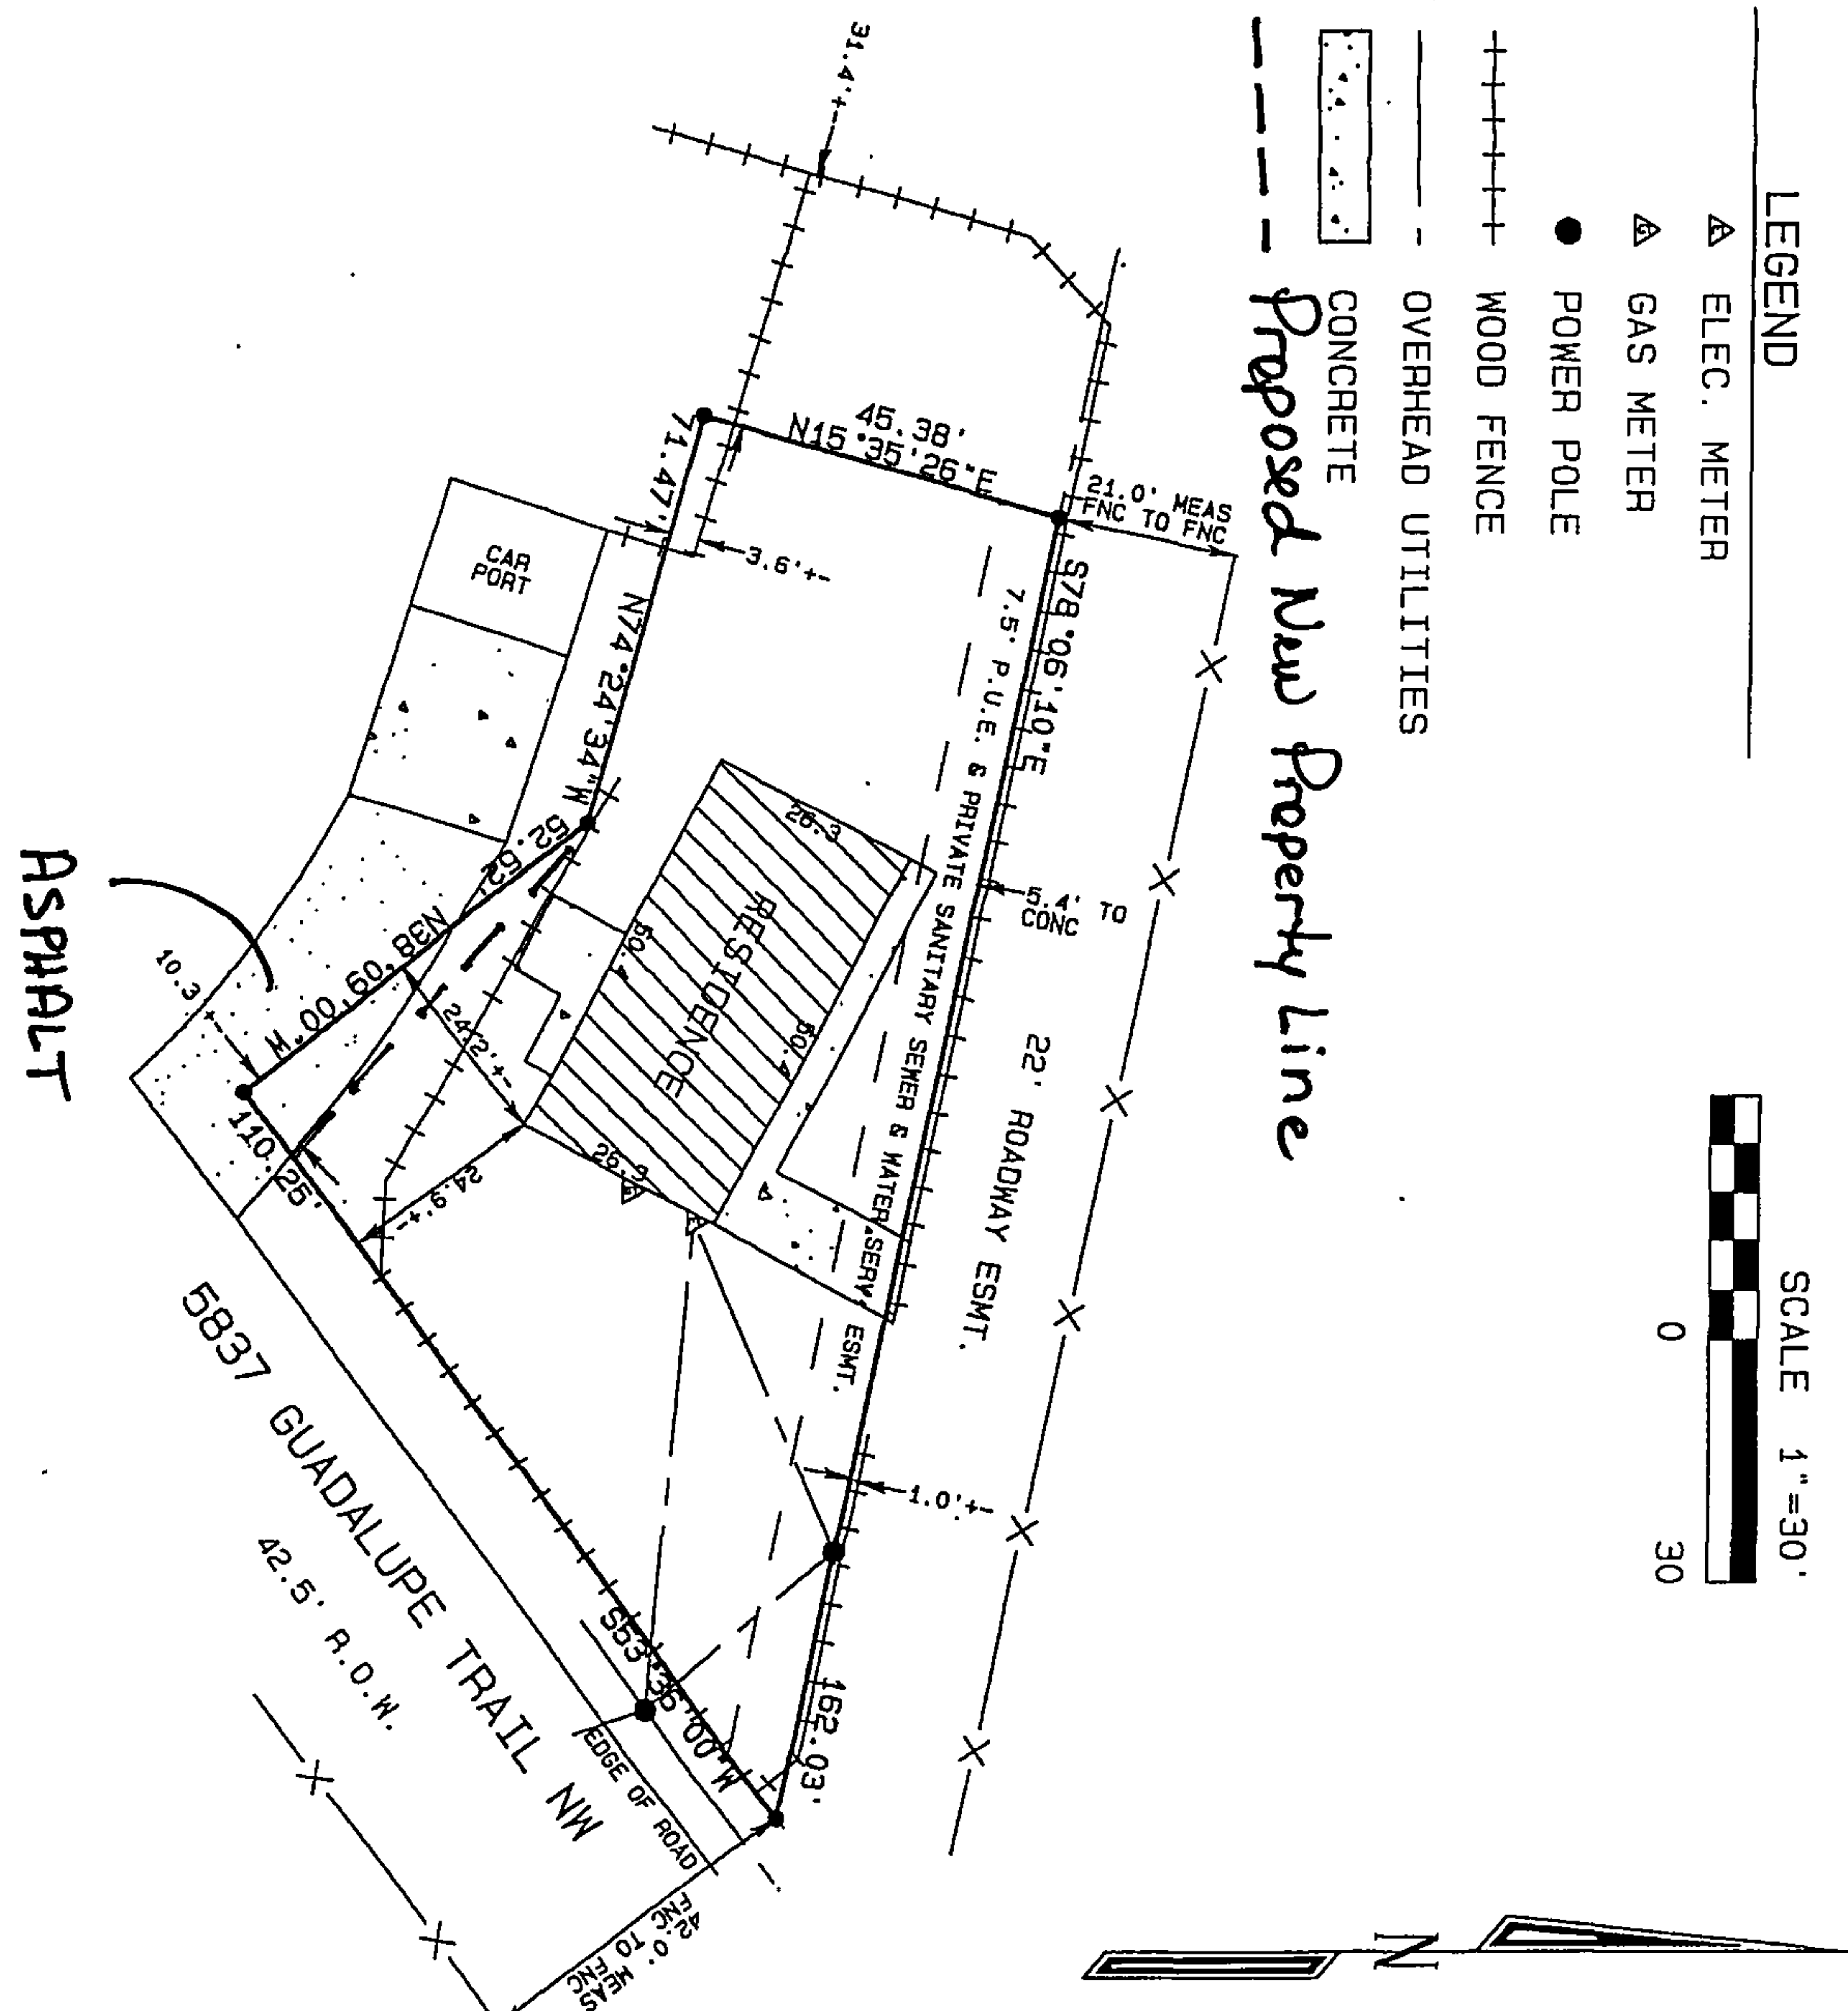 LEGEND
E ELEC. METER
G GAS METER
POWER POLE
WOOD FENCE
OVERHEAD UTILITIES
CONCRETE
Proposed New Property Line
SCALE 1"=30'
0 30
N
31.4'+-
45.38'
N15°35'26"E
21.0' MEAS
FNC TO FNC
71.47'
3.6'+-
CAR
PORT
N74°24'34"W
S78°06'10"E
7.5' P.U.E. & PRIVATE SANITARY SEWER & WATER SERV. ESMT.
22' ROADWAY ESMT.
5.4' TO
CONC
26.3
RESIDENCE
50.4
50.4
26.3
G
E
52.52'
N38°09'00"W
ASPHALT
10.3'+-
24.2'+-
24.9'+-
110.25'
1.0'+-
162.03'
S53°36'00"W
5837 GUADALUPE TRAIL NW
42.5' R.O.W.
EDGE OF ROAD
42.0' MEAS
FNC TO FNC